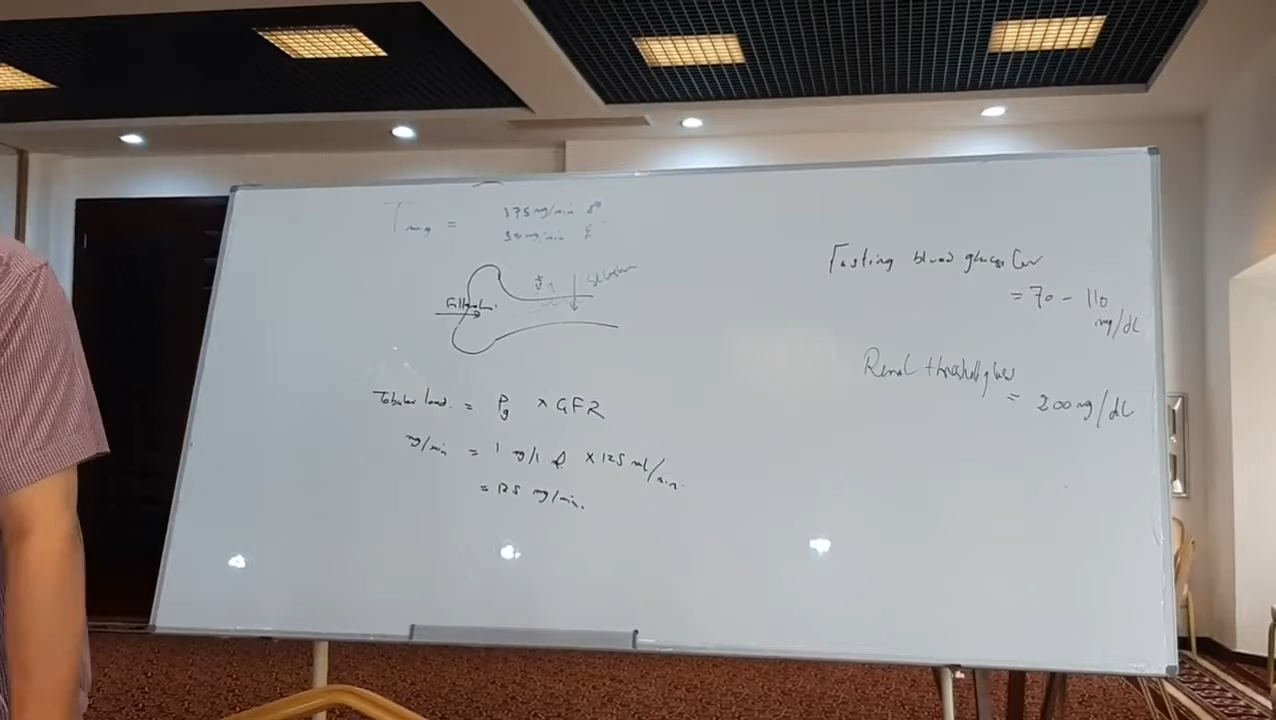 Tmg = 375 mg/min ♂
300 mg/min ♀
Filtration
Tubular load = Pg × GFR
mg/min = 1 mg/1 × 125 ml/min.
= 125 mg/min.
Fasting blood glucose
= 70 - 110
mg/dL
Renal threshold
= 200 mg/dL